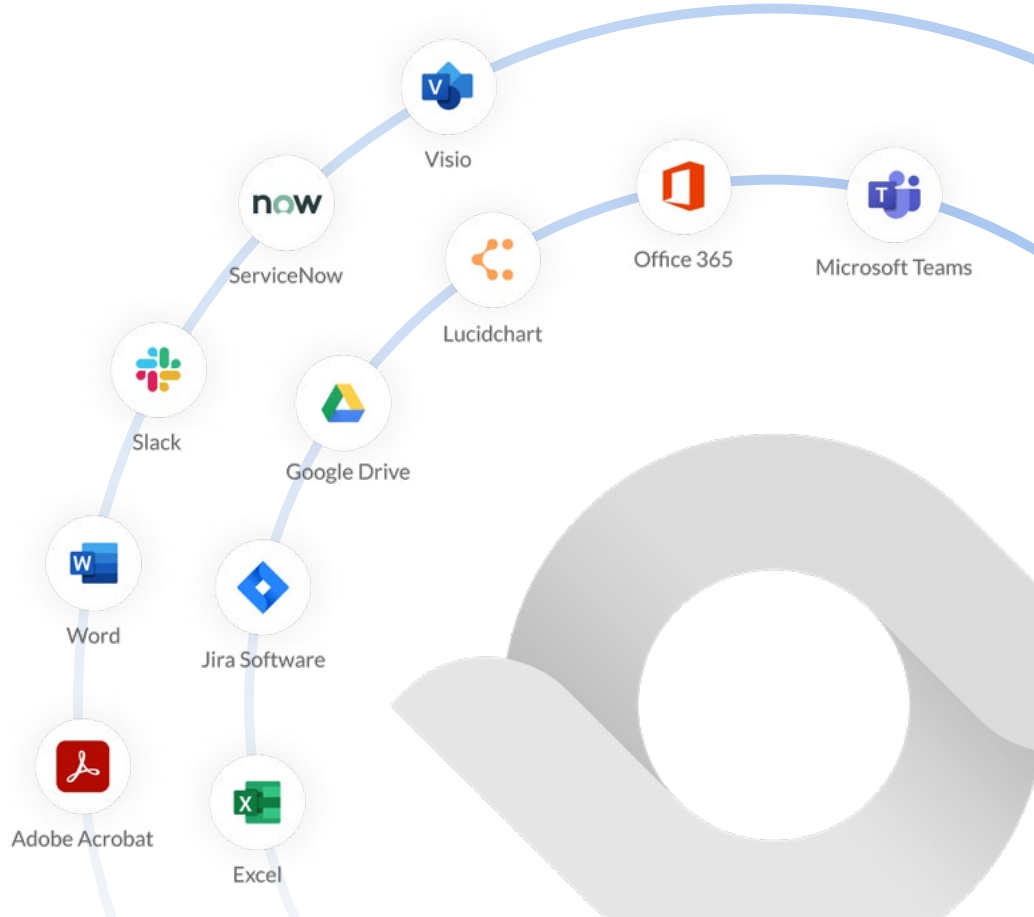 V
Visio
now
ServiceNow
Office 365
T
Microsoft Teams
Lucidchart
Slack
Google Drive
W
Word
Jira Software
Adobe Acrobat
X
Excel